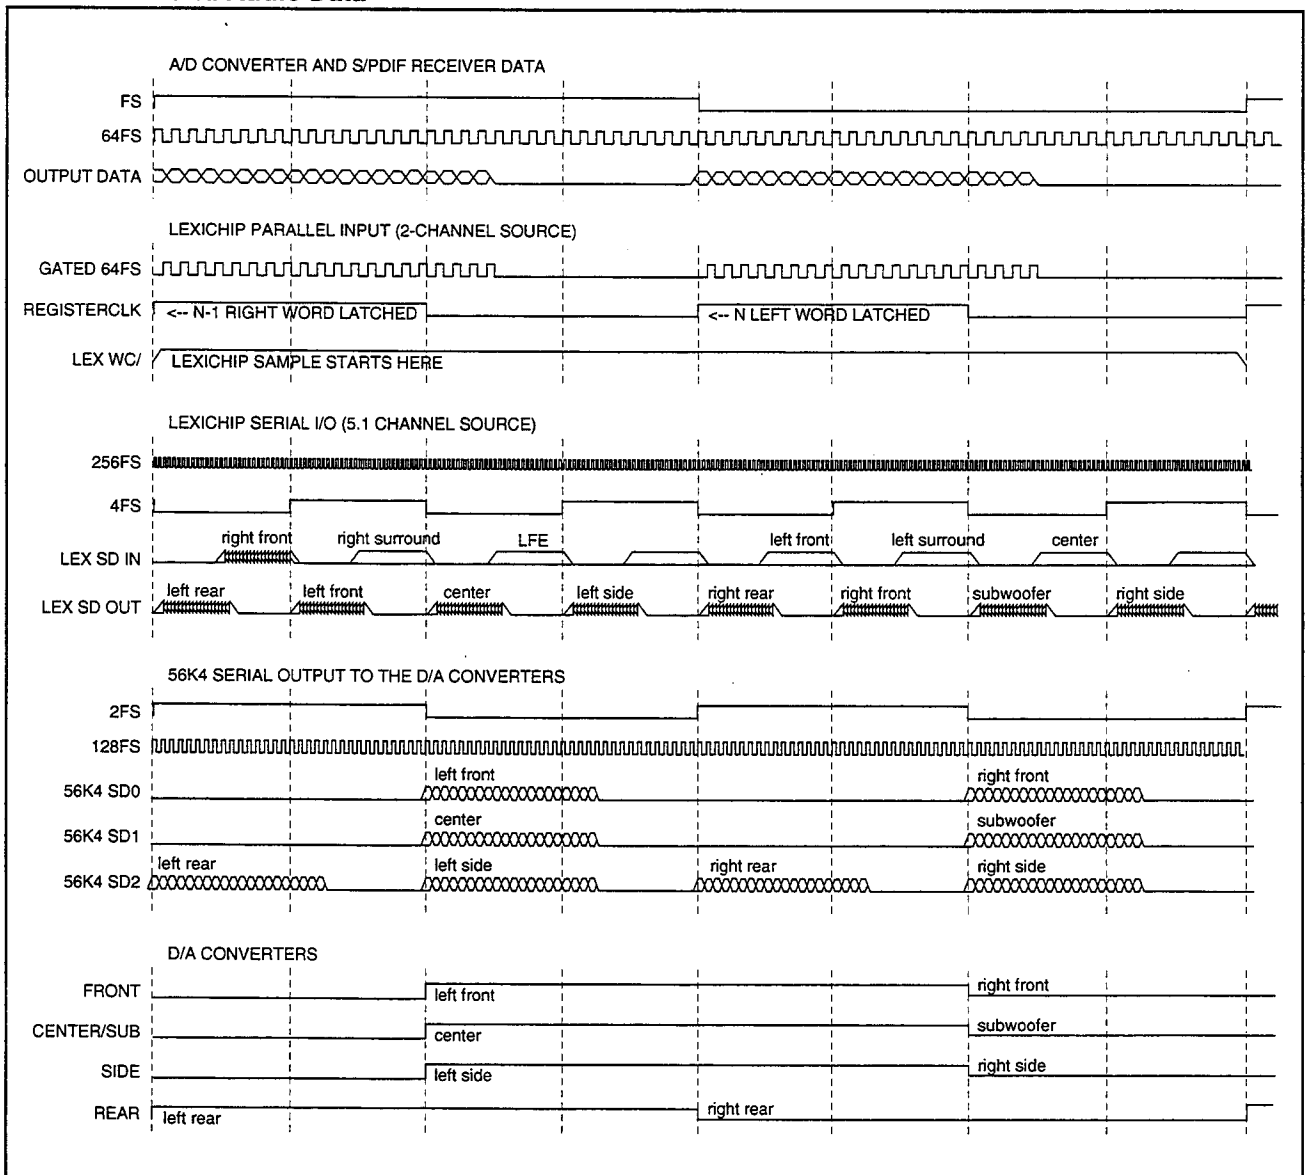 A/D CONVERTER AND S/PDIF RECEIVER DATA
FS
64FS
OUTPUT DATA
LEXICHIP PARALLEL INPUT (2-CHANNEL SOURCE)
GATED 64FS
REGISTERCLK <-- N-1 RIGHT WORD LATCHED <-- N LEFT WORD LATCHED
LEX WC/ LEXICHIP SAMPLE STARTS HERE
LEXICHIP SERIAL I/O (5.1 CHANNEL SOURCE)
256FS
4FS
right front right surround LFE left front left surround center
LEX SD IN
left rear left front center left side right rear right front subwoofer right side
LEX SD OUT
56K4 SERIAL OUTPUT TO THE D/A CONVERTERS
2FS
128FS
left front right front
56K4 SD0
center subwoofer
56K4 SD1
left rear left side right rear right side
56K4 SD2
D/A CONVERTERS
FRONT left front right front
CENTER/SUB center subwoofer
SIDE left side right side
REAR left rear right rear